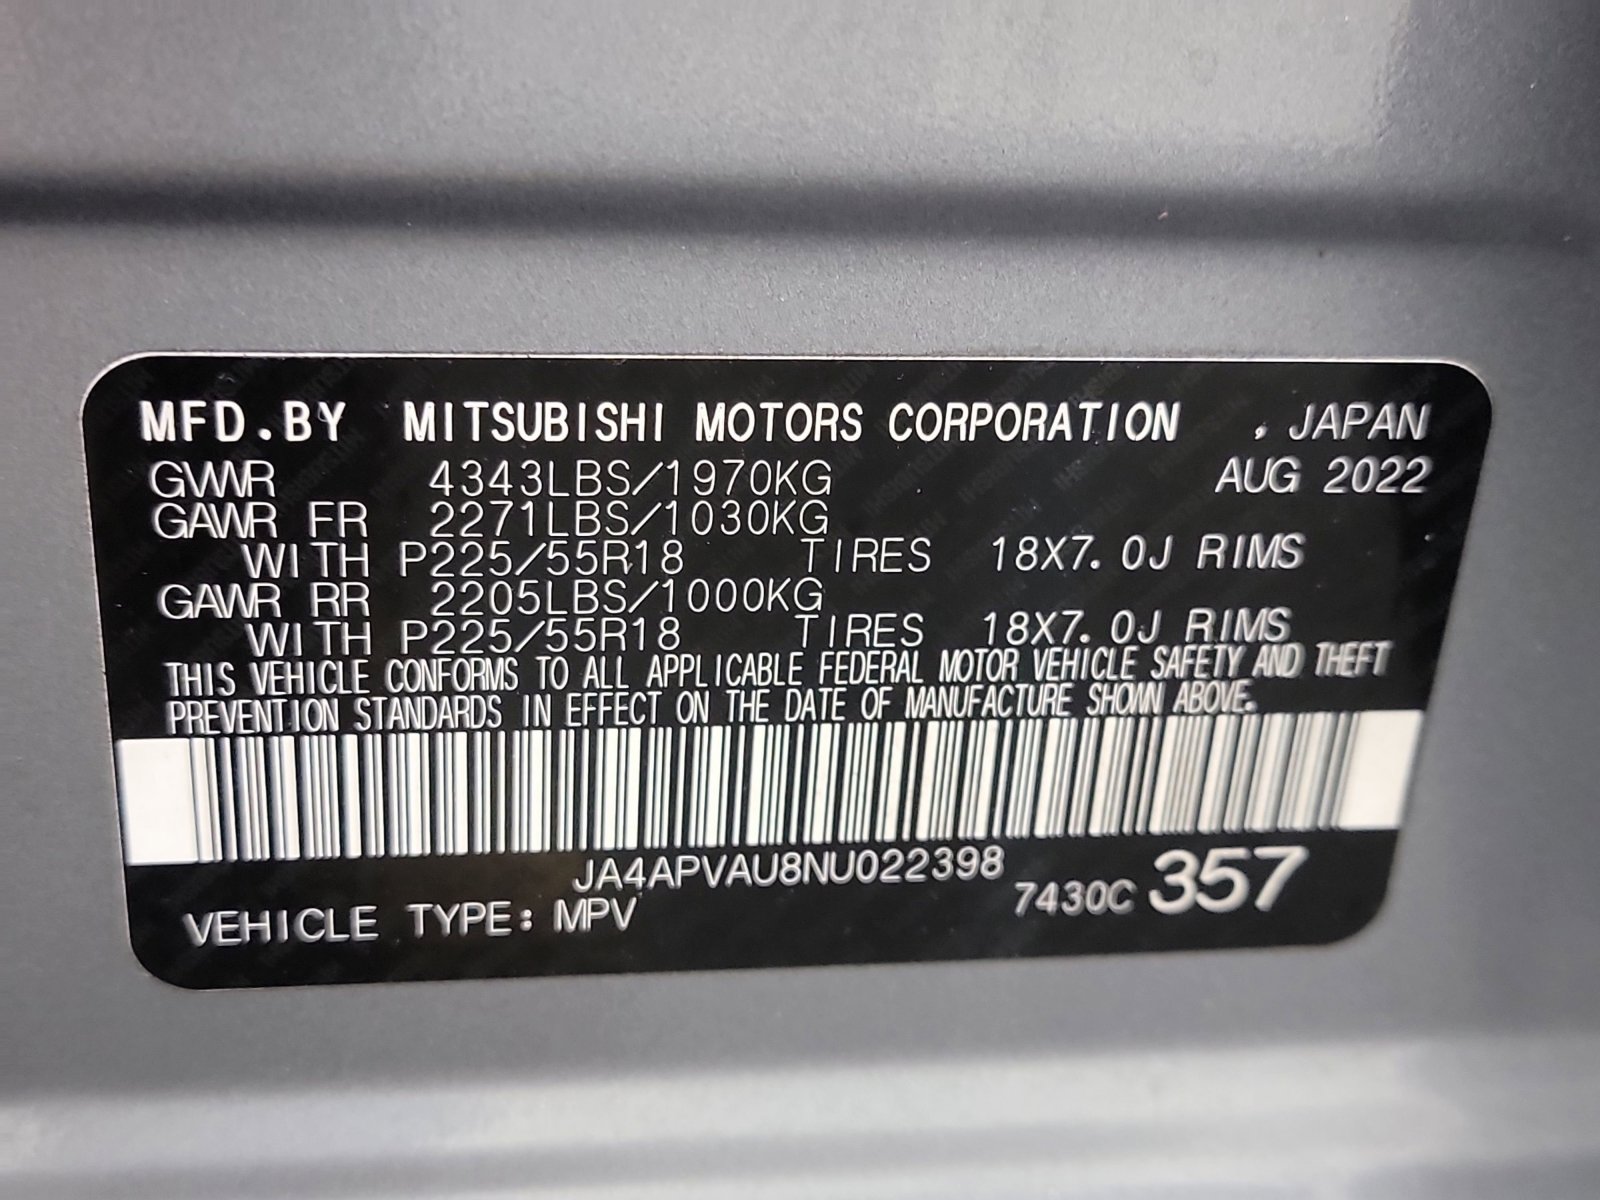 MFD.BY MITSUBISHI MOTORS CORPORATION , JAPAN
GVWR 4343LBS/1970KG AUG 2022
GAWR FR 2271LBS/1030KG
WITH P225/55R18 TIRES 18X7.0J RIMS
GAWR RR 2205LBS/1000KG
WITH P225/55R18 TIRES 18X7.0J RIMS
THIS VEHICLE CONFORMS TO ALL APPLICABLE FEDERAL MOTOR VEHICLE SAFETY AND THEFT
PREVENTION STANDARDS IN EFFECT ON THE DATE OF MANUFACTURE SHOWN ABOVE.
JA4APVAU8NU022398
VEHICLE TYPE: MPV 7430C 357